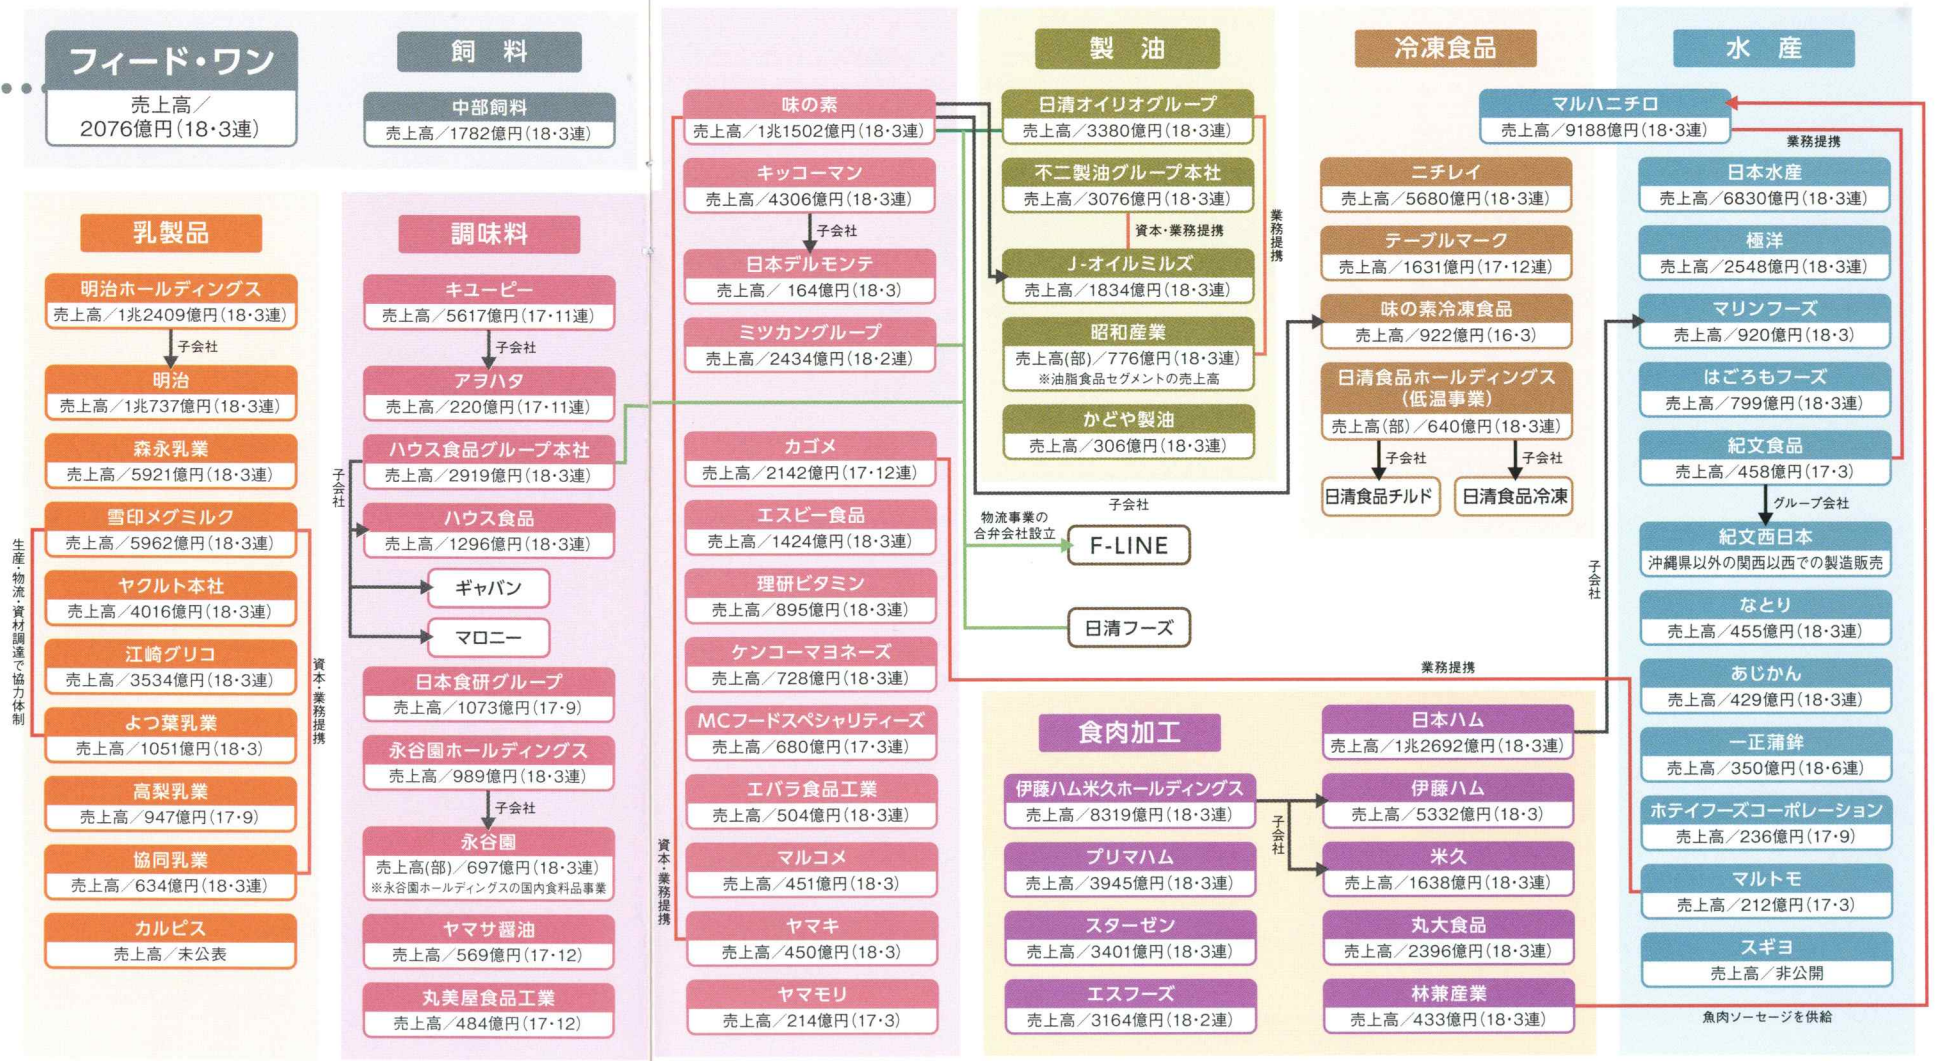 フィード・ワン
売上高／
2076億円(18・3連)
飼料
中部飼料
売上高／1782億円(18・3連)
乳製品
明治ホールディングス
売上高／1兆2409億円(18・3連)
子会社
明治
売上高／1兆737億円(18・3連)
森永乳業
売上高／5921億円(18・3連)
雪印メグミルク
売上高／5962億円(18・3連)
ヤクルト本社
売上高／4016億円(18・3連)
江崎グリコ
売上高／3534億円(18・3連)
よつ葉乳業
売上高／1051億円(18・3)
高梨乳業
売上高／947億円(17・9)
協同乳業
売上高／634億円(18・3連)
カルピス
売上高／未公表
生産・物流・資材調達で協力体制
資本・業務提携
調味料
キユーピー
売上高／5617億円(17・11連)
子会社
アヲハタ
売上高／220億円(17・11連)
ハウス食品グループ本社
売上高／2919億円(18・3連)
子会社
ハウス食品
売上高／1296億円(18・3連)
ギャバン
マロニー
日本食研グループ
売上高／1073億円(17・9)
永谷園ホールディングス
売上高／989億円(18・3連)
子会社
永谷園
売上高(部)／697億円(18・3連)
※永谷園ホールディングスの国内食料品事業
ヤマサ醤油
売上高／569億円(17・12)
丸美屋食品工業
売上高／484億円(17・12)
味の素
売上高／1兆1502億円(18・3連)
キッコーマン
売上高／4306億円(18・3連)
子会社
日本デルモンテ
売上高／ 164億円(18・3)
ミツカングループ
売上高／2434億円(18・2連)
カゴメ
売上高／2142億円(17・12連)
エスビー食品
売上高／1424億円(18・3連)
理研ビタミン
売上高／895億円(18・3連)
ケンコーマヨネーズ
売上高／728億円(18・3連)
MCフードスペシャリティーズ
売上高／680億円(17・3連)
エバラ食品工業
売上高／504億円(18・3連)
マルコメ
売上高／451億円(18・3)
ヤマキ
売上高／450億円(18・3)
ヤマモリ
売上高／214億円(17・3)
資本・業務提携
製油
日清オイリオグループ
売上高／3380億円(18・3連)
不二製油グループ本社
売上高／3076億円(18・3連)
資本・業務提携
J-オイルミルズ
売上高／1834億円(18・3連)
昭和産業
売上高(部)／776億円(18・3連)
※油脂食品セグメントの売上高
かどや製油
売上高／306億円(18・3連)
業務提携
子会社
物流事業の
合弁会社設立
F-LINE
日清フーズ
冷凍食品
ニチレイ
売上高／5680億円(18・3連)
テーブルマーク
売上高／1631億円(17・12連)
味の素冷凍食品
売上高／922億円(16・3)
日清食品ホールディングス
(低温事業)
売上高(部)／640億円(18・3連)
子会社
子会社
日清食品チルド
日清食品冷凍
食肉加工
日本ハム
売上高／1兆2692億円(18・3連)
伊藤ハム米久ホールディングス
売上高／8319億円(18・3連)
子会社
伊藤ハム
売上高／5332億円(18・3)
プリマハム
売上高／3945億円(18・3連)
米久
売上高／1638億円(18・3連)
スターゼン
売上高／3401億円(18・3連)
丸大食品
売上高／2396億円(18・3連)
エスフーズ
売上高／3164億円(18・2連)
林兼産業
売上高／433億円(18・3連)
業務提携
子会社
水産
マルハニチロ
売上高／9188億円(18・3連)
業務提携
日本水産
売上高／6830億円(18・3連)
極洋
売上高／2548億円(18・3連)
マリンフーズ
売上高／920億円(18・3)
はごろもフーズ
売上高／799億円(18・3連)
紀文食品
売上高／458億円(17・3)
グループ会社
紀文西日本
沖縄県以外の関西以西での製造販売
なとり
売上高／455億円(18・3連)
あじかん
売上高／429億円(18・3連)
一正蒲鉾
売上高／350億円(18・6連)
ホテイフーズコーポレーション
売上高／236億円(17・9)
マルトモ
売上高／212億円(17・3)
スギヨ
売上高／非公開
魚肉ソーセージを供給